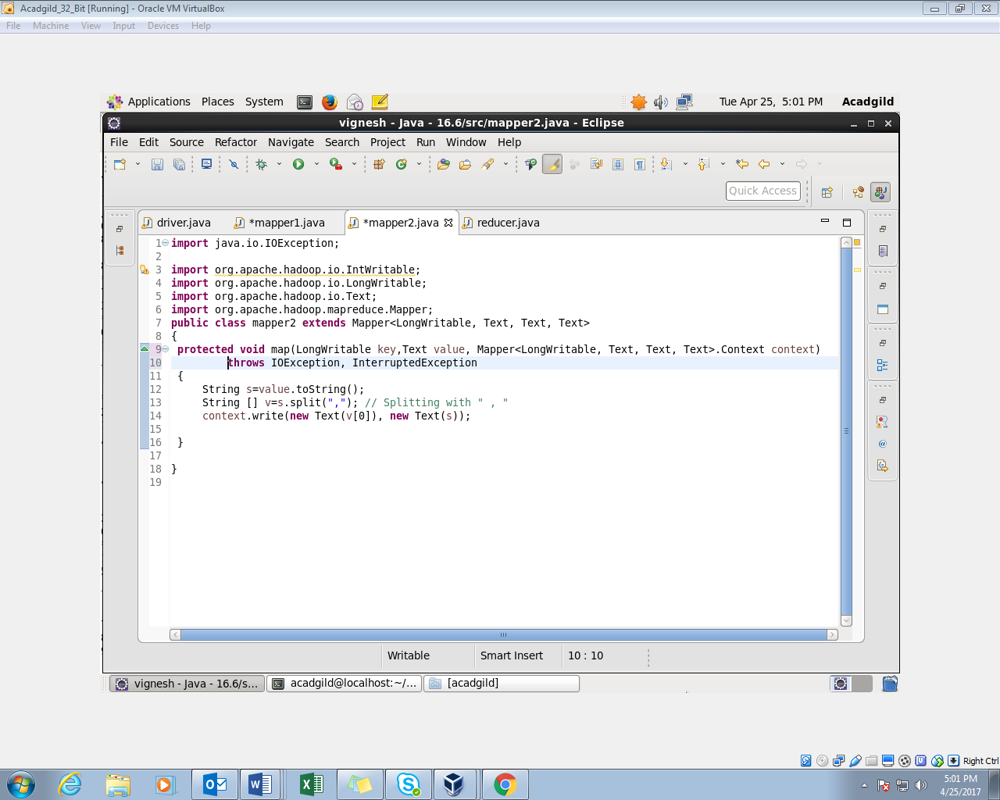 Acadgild_32_Bit [Running] - Oracle VM VirtualBox
File Machine View Input Devices Help
Applications Places System Tue Apr 25, 5:01 PM Acadgild
vignesh - Java - 16.6/src/mapper2.java - Eclipse
File Edit Source Refactor Navigate Search Project Run Window Help
Quick Access
driver.java *mapper1.java *mapper2.java reducer.java
1 import java.io.IOException;
2
3 import org.apache.hadoop.io.IntWritable;
4 import org.apache.hadoop.io.LongWritable;
5 import org.apache.hadoop.io.Text;
6 import org.apache.hadoop.mapreduce.Mapper;
7 public class mapper2 extends Mapper<LongWritable, Text, Text, Text>
8 {
9 protected void map(LongWritable key,Text value, Mapper<LongWritable, Text, Text, Text>.Context context)
10 throws IOException, InterruptedException
11 {
12 String s=value.toString();
13 String [] v=s.split(","); // Splitting with " , "
14 context.write(new Text(v[0]), new Text(s));
15
16 }
17
18 }
19
Writable Smart Insert 10 : 10
vignesh - Java - 16.6/s... acadgild@localhost:~/... [acadgild]
Right Ctrl
5:01 PM
4/25/2017